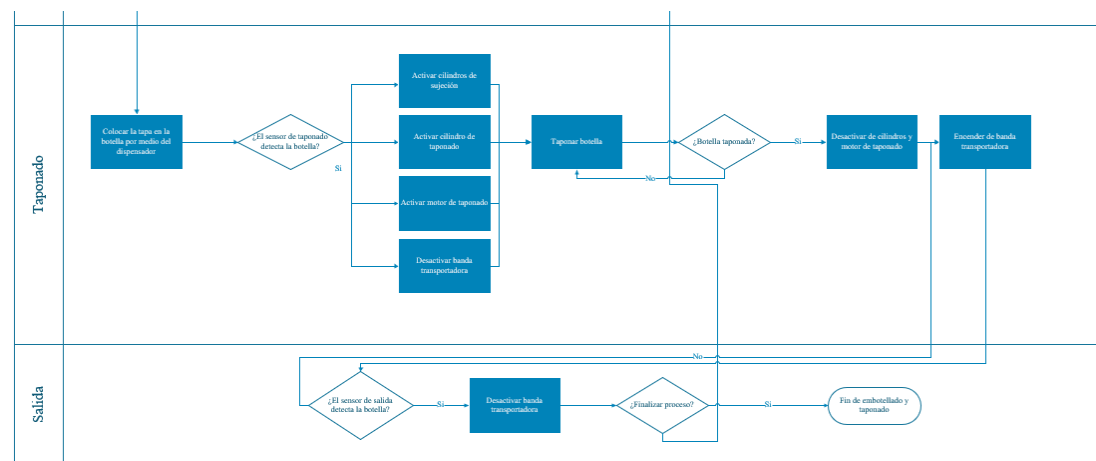 Taponado
Colocar la tapa en la
botella por medio del
dispensador
¿El sensor de taponado
detecta la botella?
Si
Activar cilindros de
sujeción
Activar cilindro de
taponado
Activar motor de taponado
Desactivar banda
transportadora
Taponar botella
¿Botella taponada?
No
Si
Desactivar de cilindros y
motor de taponado
Encender de banda
transportadora
Salida
No
¿El sensor de salida
detecta la botella?
Si
Desactivar banda
transportadora
¿Finalizar proceso?
Si
Fin de embotellado y
taponado